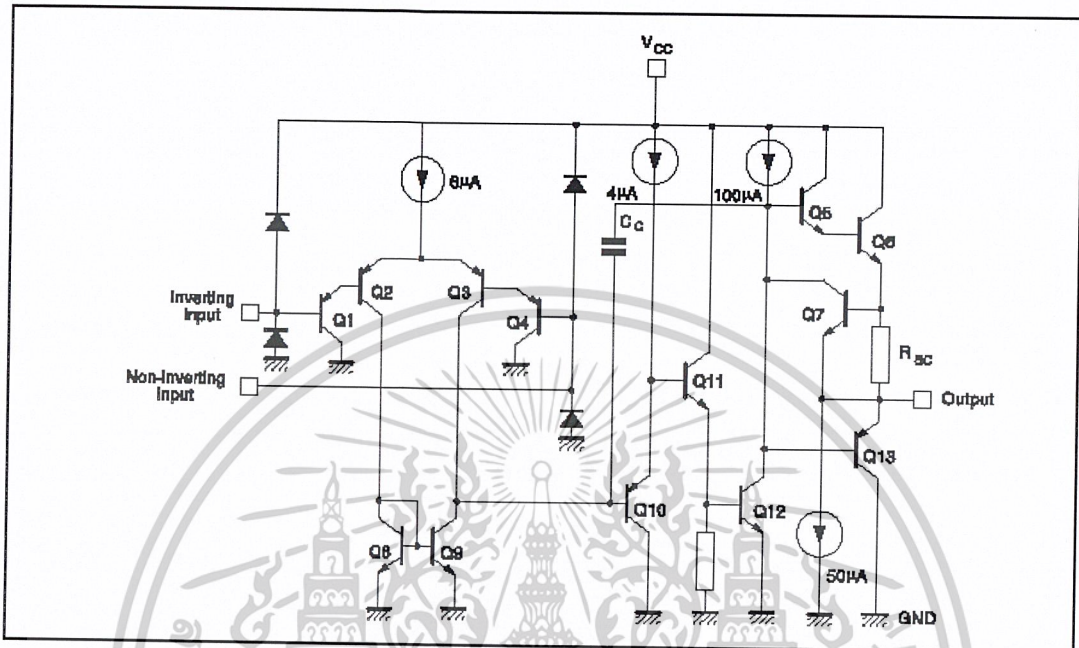 VCC
6µA
4µA
100µA
CC
Q5
Q6
Inverting
Input
Q1
Q2
Q3
Q4
Q7
RSC
Non-Inverting
Input
Q11
Output
Q13
Q8
Q9
Q10
Q12
50µA
GND